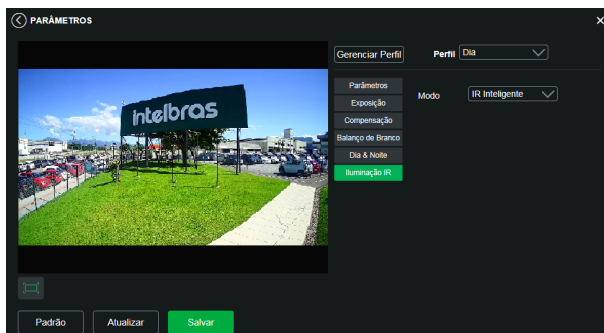 PARÂMETROS
Gerenciar Perfil
Perfil Dia
intelbras
Parâmetros
Exposição
Compensação
Balanço de Branco
Dia & Noite
Iluminação IR
Modo IR Inteligente
Padrão Atualizar Salvar